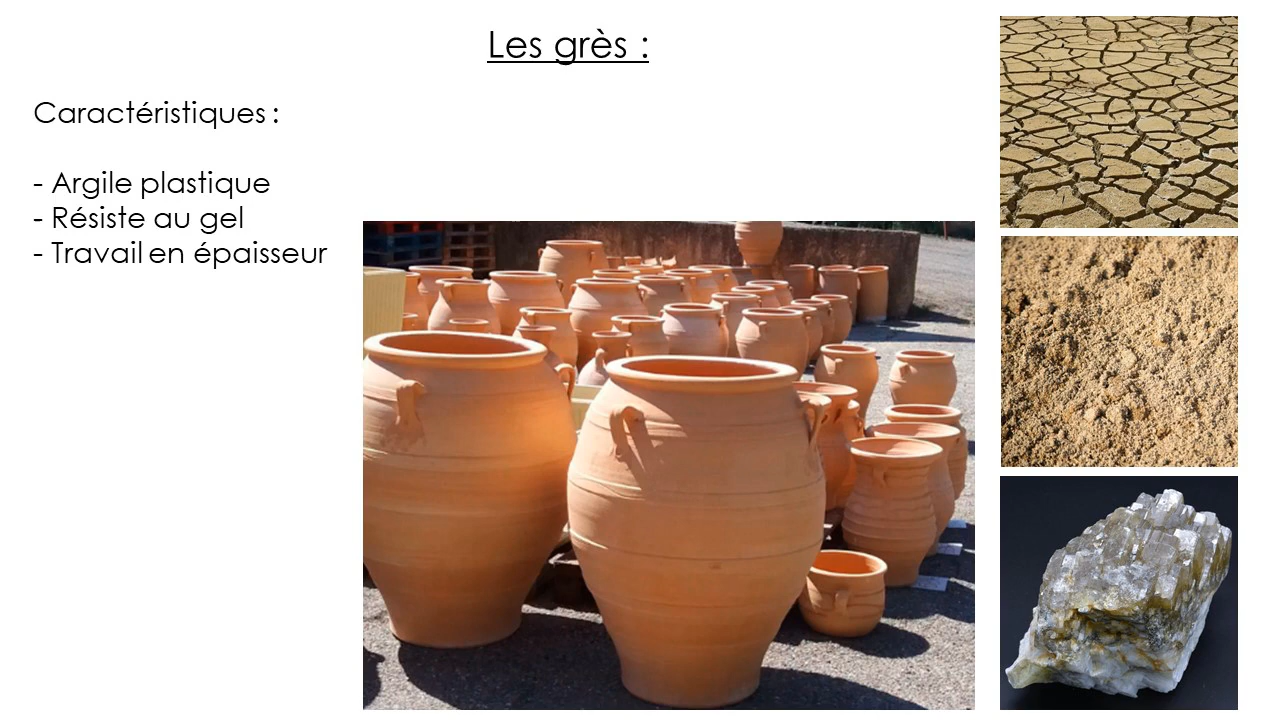 Les grès :
Caractéristiques :
- Argile plastique
- Résiste au gel
- Travail en épaisseur